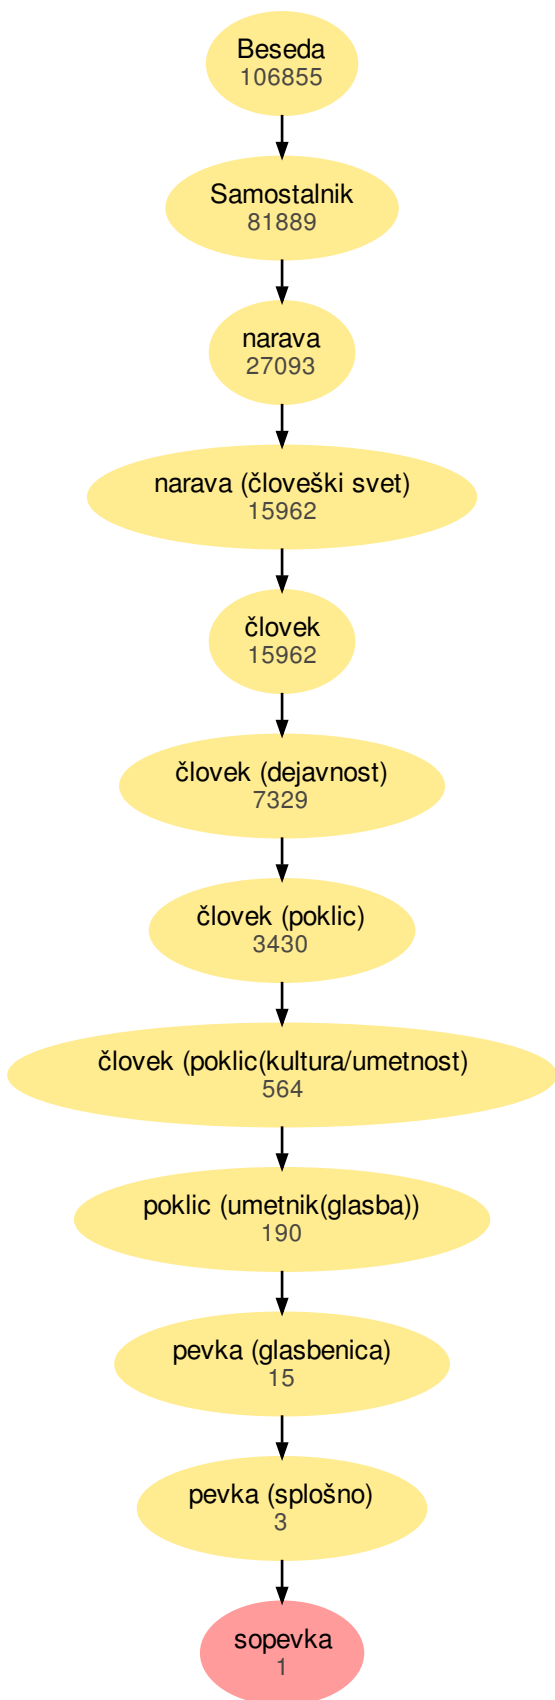 Beseda
106855
Samostalnik
81889
narava
27093
narava (človeški svet)
15962
človek
15962
človek (dejavnost)
7329
človek (poklic)
3430
človek (poklic(kultura/umetnost)
564
poklic (umetnik(glasba))
190
pevka (glasbenica)
15
pevka (splošno)
3
sopevka
1